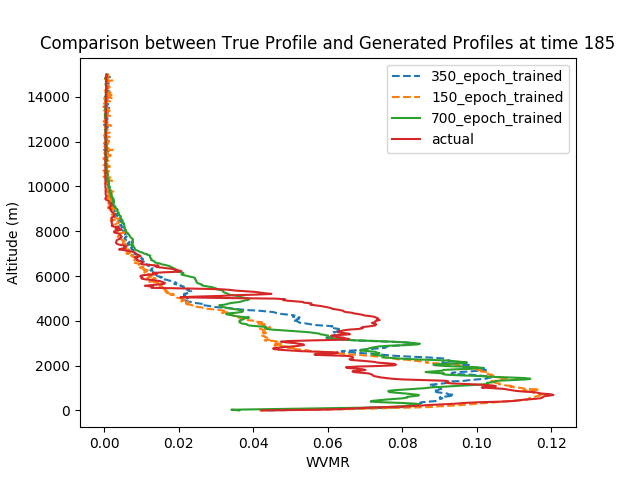 Comparison between True Profile and Generated Profiles at time 185
350_epoch_trained
150_epoch_trained
700_epoch_trained
actual
14000
12000
10000
8000
6000
4000
2000
0
Altitude (m)
0.00 0.02 0.04 0.06 0.08 0.10 0.12
WVMR